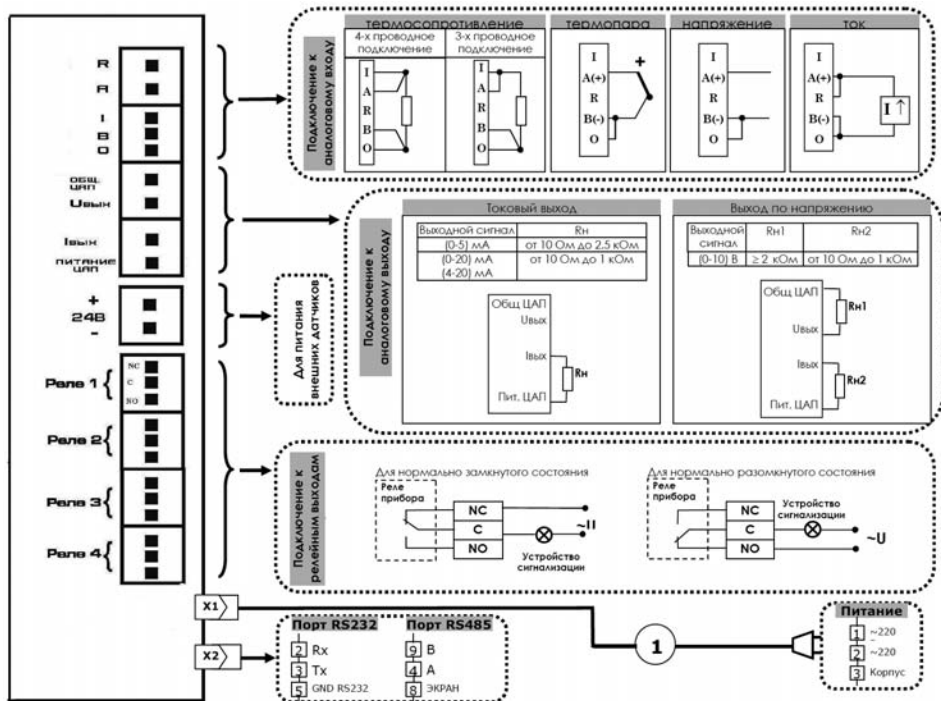 R
A
I
B
O
ОБЩ.
ЦАП
Uвых
Iвых
ПИТАНИЕ
ЦАП
+
24В
-
Реле 1
NC
C
NO
Реле 2
Реле 3
Реле 4
X1
X2
Подключение к
аналоговому входу
термосопротивление
4-х проводное
подключение
3-х проводное
подключение
I
A
R
B
O
I
A
R
B
O
термопара
I
A(+)
R
B(-)
O
+
напряжение
I
A(+)
R
B(-)
O
ток
I
A(+)
R
B(-)
O
I ↑
Для питания
внешних датчиков
Подключение к
аналоговому выходу
Токовый выход
Выходной сигнал Rн
(0-5) мА от 10 Ом до 2,5 кОм
(0-20) мА от 10 Ом до 1 кОм
(4-20) мА
Общ ЦАП
Uвых
Iвых
Пит. ЦАП
Rн
Выход по напряжению
Выходной
сигнал Rн1 Rн2
(0-10) В ≥ 2 кОм от 10 Ом до 1 кОм
Общ ЦАП
Uвых
Iвых
Пит. ЦАП
Rн1
Rн2
Подключение к
релейным выходам
Для нормально замкнутого состояния
Реле
прибора
NC
C
NO
~U
Устройство
сигнализации
Для нормально разомкнутого состояния
Реле
прибора
NC
C
NO
Устройство
сигнализации
~U
Порт RS232
2 Rx
3 Tx
5 GND RS232
Порт RS485
9 B
4 A
8 ЭКРАН
1
Питание
1 ~220
2 ~220
3 Корпус